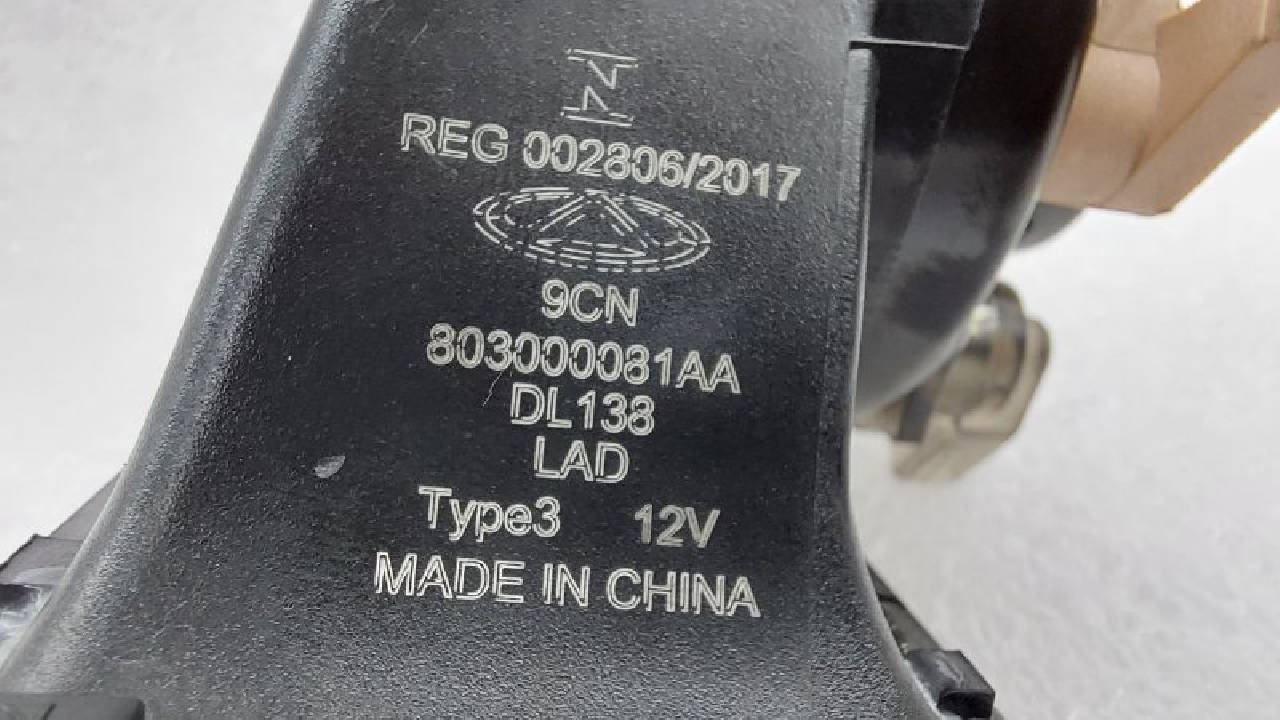 REG 002806/2017
9CN
803000081AA
DL138
LAD
Type3 12V
MADE IN CHINA